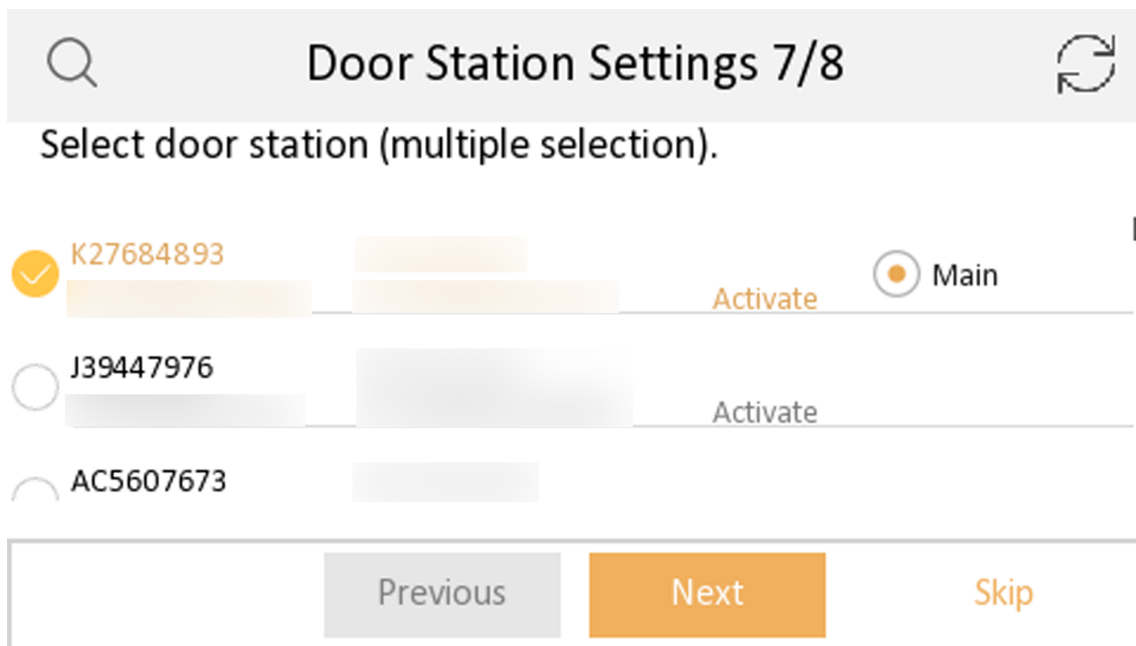 Door Station Settings 7/8
Select door station (multiple selection).
K27684893
Activate
Main
J39447976
Activate
AC5607673
Previous
Next
Skip